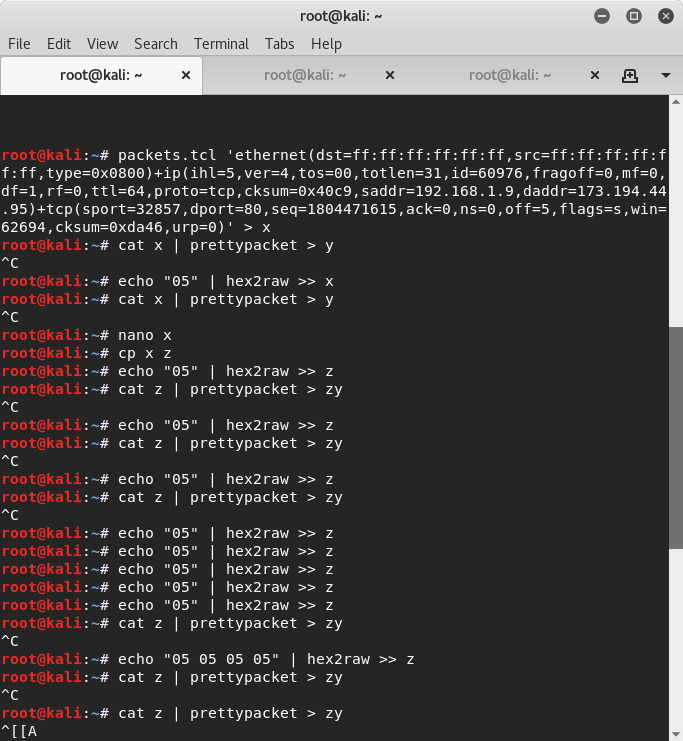 root@kali: ~
File Edit View Search Terminal Tabs Help
root@kali: ~ × root@kali: ~ × root@kali: ~ ×
root@kali:~# packets.tcl 'ethernet(dst=ff:ff:ff:ff:ff:ff,src=ff:ff:ff:ff:f
f:ff,type=0x0800)+ip(ihl=5,ver=4,tos=00,totlen=31,id=60976,fragoff=0,mf=0,
df=1,rf=0,ttl=64,proto=tcp,cksum=0x40c9,saddr=192.168.1.9,daddr=173.194.44
.95)+tcp(sport=32857,dport=80,seq=1804471615,ack=0,ns=0,off=5,flags=s,win=
62694,cksum=0xda46,urp=0)' > x
root@kali:~# cat x | prettypacket > y
^C
root@kali:~# echo "05" | hex2raw >> x
root@kali:~# cat x | prettypacket > y
^C
root@kali:~# nano x
root@kali:~# cp x z
root@kali:~# echo "05" | hex2raw >> z
root@kali:~# cat z | prettypacket > zy
^C
root@kali:~# echo "05" | hex2raw >> z
root@kali:~# cat z | prettypacket > zy
^C
root@kali:~# echo "05" | hex2raw >> z
root@kali:~# cat z | prettypacket > zy
^C
root@kali:~# echo "05" | hex2raw >> z
root@kali:~# echo "05" | hex2raw >> z
root@kali:~# echo "05" | hex2raw >> z
root@kali:~# echo "05" | hex2raw >> z
root@kali:~# echo "05" | hex2raw >> z
root@kali:~# cat z | prettypacket > zy
^C
root@kali:~# echo "05 05 05 05" | hex2raw >> z
root@kali:~# cat z | prettypacket > zy
^C
root@kali:~# cat z | prettypacket > zy
^[[A